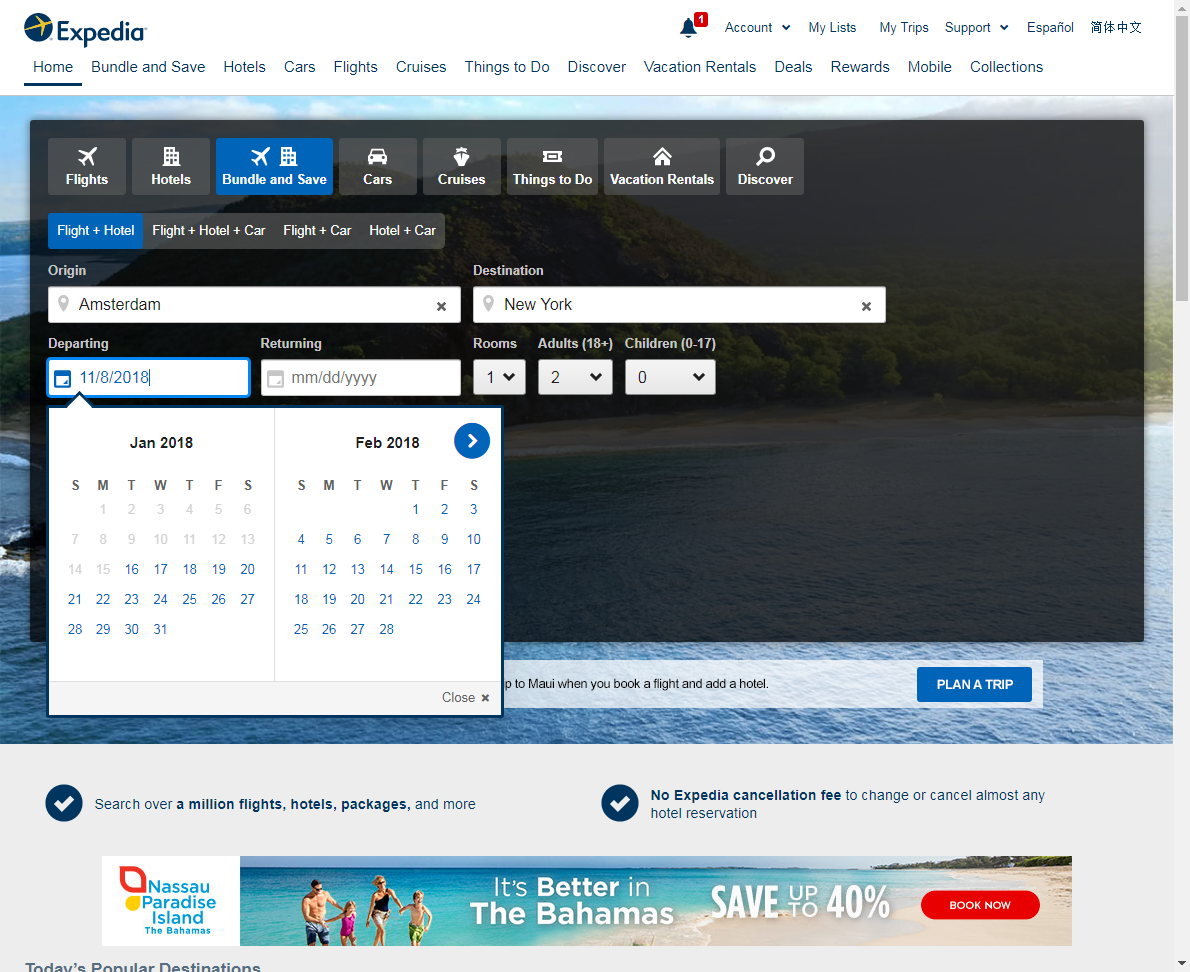 Expedia
1
Account
My Lists
My Trips
Support
Español
简体中文
Home
Bundle and Save
Hotels
Cars
Flights
Cruises
Things to Do
Discover
Vacation Rentals
Deals
Rewards
Mobile
Collections
Flights
Hotels
Bundle and Save
Cars
Cruises
Things to Do
Vacation Rentals
Discover
Flight + Hotel
Flight + Hotel + Car
Flight + Car
Hotel + Car
Origin
Destination
Amsterdam
New York
Departing
Returning
Rooms
Adults (18+)
Children (0-17)
11/8/2018
mm/dd/yyyy
1
2
0
Jan 2018
S M T W T F S
1 2 3 4 5 6
7 8 9 10 11 12 13
14 15 16 17 18 19 20
21 22 23 24 25 26 27
28 29 30 31
Feb 2018
S M T W T F S
1 2 3
4 5 6 7 8 9 10
11 12 13 14 15 16 17
18 19 20 21 22 23 24
25 26 27 28
Close
to Maui when you book a flight and add a hotel.
PLAN A TRIP
Search over a million flights, hotels, packages, and more
No Expedia cancellation fee to change or cancel almost any
hotel reservation
Nassau
Paradise
Island
The Bahamas
It's Better in
The Bahamas
SAVE UP TO 40%
BOOK NOW
Today's Popular Destinations